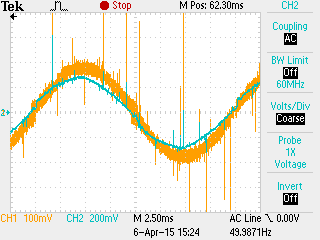 Tek Stop M Pos: 62.30ms CH2
Coupling
AC
BW Limit
Off
60MHz
Volts/Div
Coarse
2
Probe
1X
Voltage
Invert
Off
CH1 100mV CH2 200mV M 2.50ms AC Line \ 0.00V
6-Apr-15 15:24 49.9871Hz